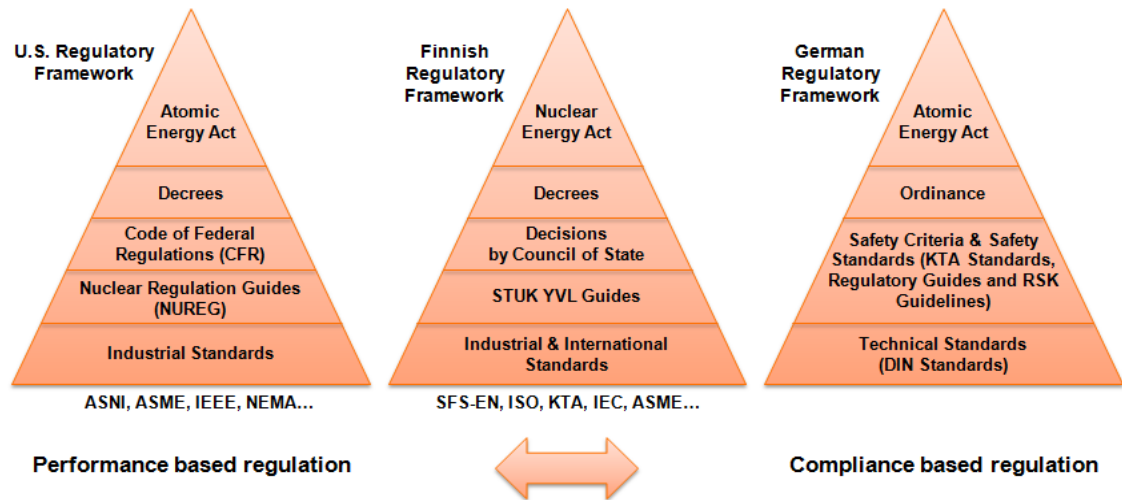 U.S. Regulatory
Framework
Atomic
Energy Act
Decrees
Code of Federal
Regulations (CFR)
Nuclear Regulation Guides
(NUREG)
Industrial Standards
ASNI, ASME, IEEE, NEMA...
Performance based regulation
Finnish
Regulatory
Framework
Nuclear
Energy Act
Decrees
Decisions
by Council of State
STUK YVL Guides
Industrial & International
Standards
SFS-EN, ISO, KTA, IEC, ASME...
German
Regulatory
Framework
Atomic
Energy Act
Ordinance
Safety Criteria & Safety
Standards (KTA Standards,
Regulatory Guides and RSK
Guidelines)
Technical Standards
(DIN Standards)
Compliance based regulation